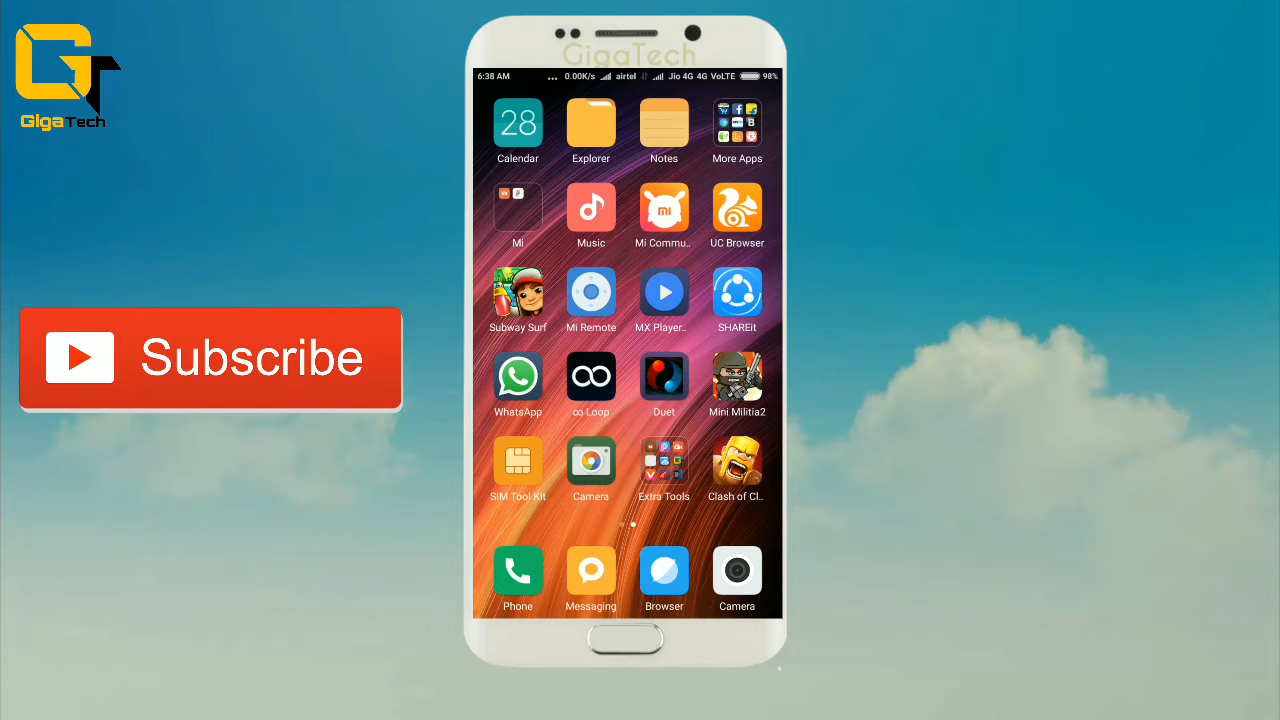 GigaTech
GIgaTech
6:38 AM ... 0.00K/s airtel Jio 4G 4G VoLTE 98%
28
Calendar Explorer Notes More Apps
mi
Mi Music Mi Commu.. UC Browser
Subway Surf Mi Remote MX Player.. SHAREit
Subscribe
WhatsApp ∞ Loop Duet Mini Militia2
SIM Tool Kit Camera Extra Tools Clash of Cl..
Phone Messaging Browser Camera